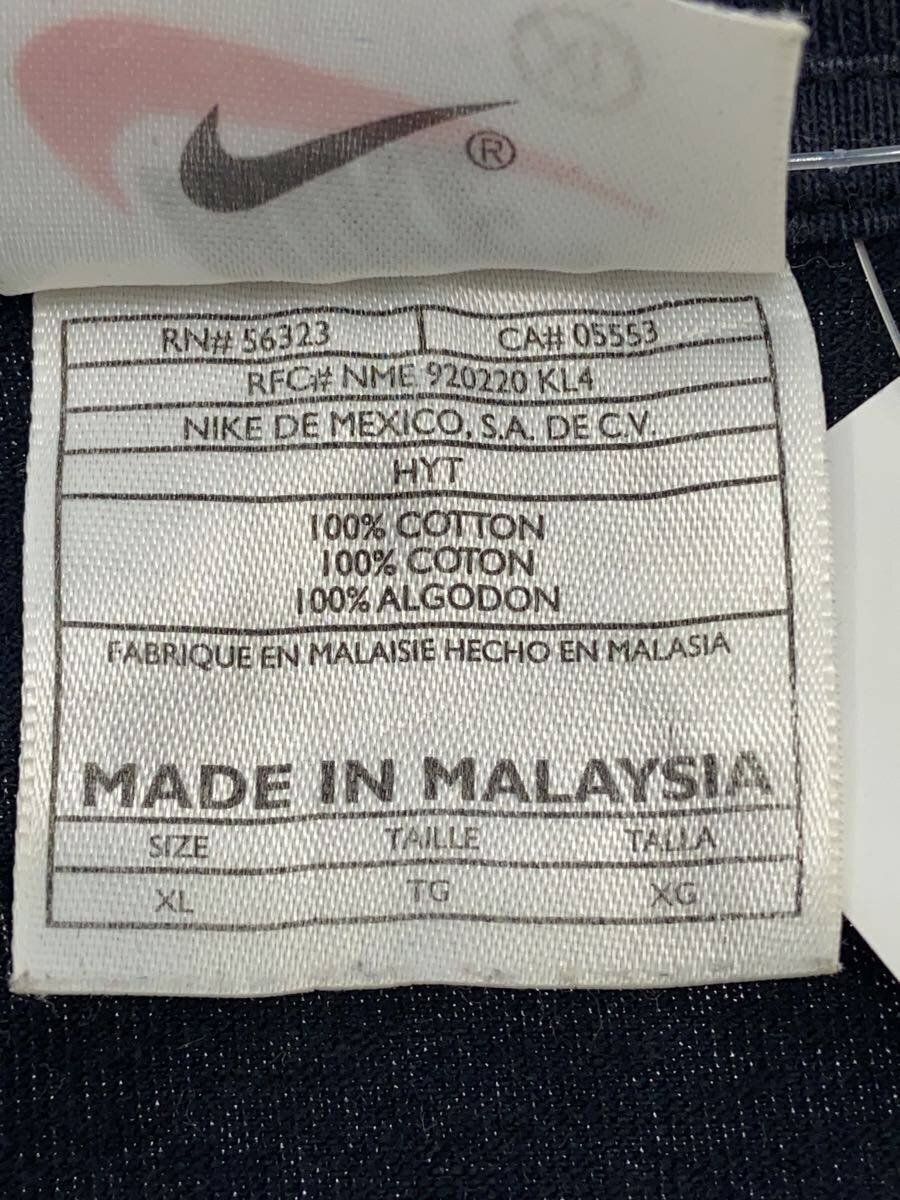 ®
RN# 56323 CA# 05553
RFC# NME 920220 KL4
NIKE DE MEXICO, S.A. DE C.V.
HYT
100% COTTON
100% COTON
100% ALGODON
FABRIQUE EN MALAISIE HECHO EN MALASIA
MADE IN MALAYSIA
SIZE TAILLE TALLA
XL TG XG